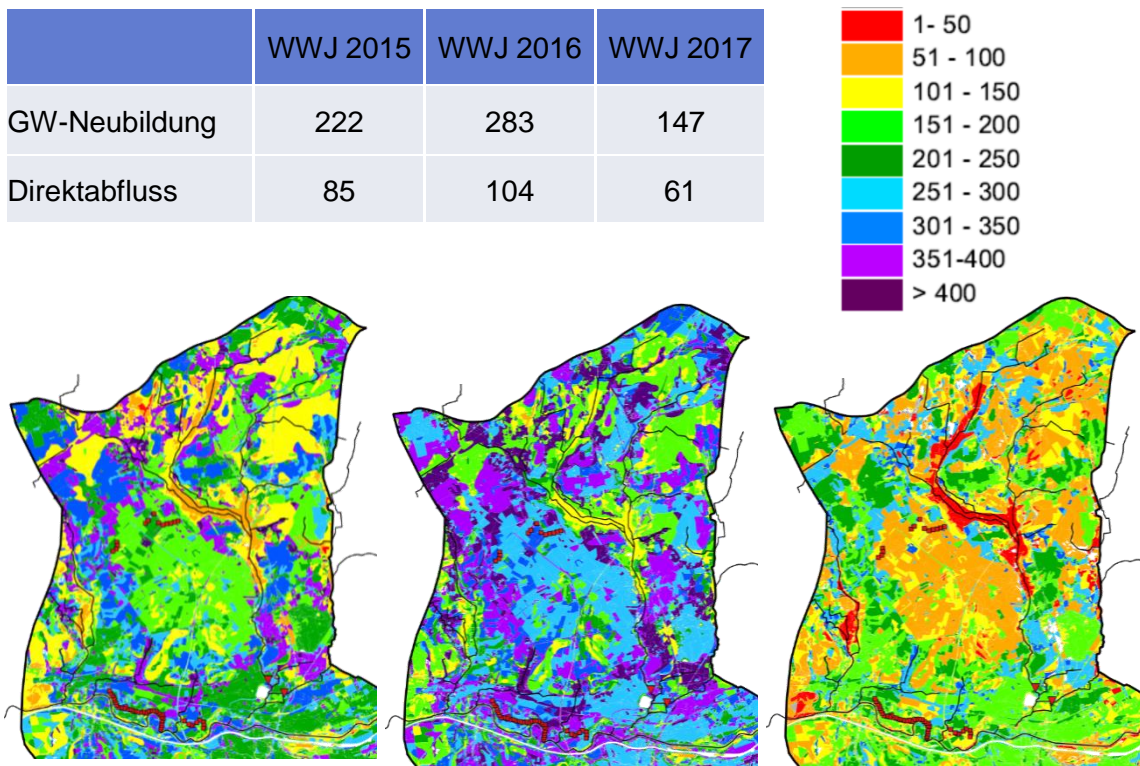 WWJ 2015 WWJ 2016 WWJ 2017
GW-Neubildung 222 283 147
Direktabfluss 85 104 61
1- 50
51 - 100
101 - 150
151 - 200
201 - 250
251 - 300
301 - 350
351-400
> 400